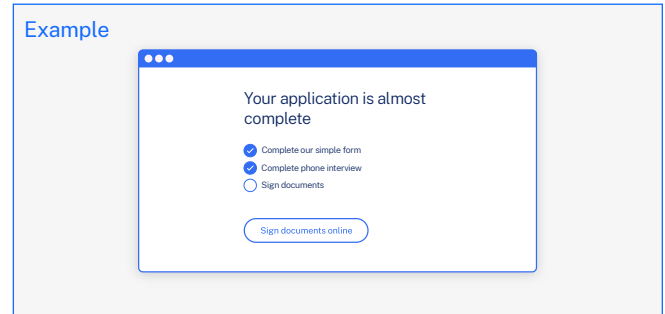 Example
Your application is almost
complete
Complete our simple form
Complete phone interview
Sign documents
Sign documents online